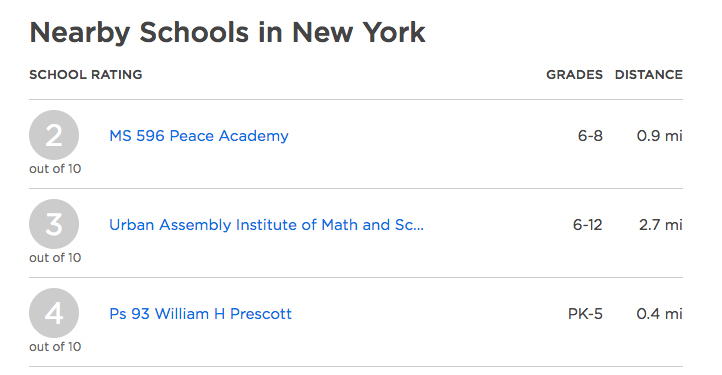 Nearby Schools in New York
SCHOOL RATING GRADES DISTANCE
2 MS 596 Peace Academy 6-8 0.9 mi
out of 10
3 Urban Assembly Institute of Math and Sc... 6-12 2.7 mi
out of 10
4 Ps 93 William H Prescott PK-5 0.4 mi
out of 10